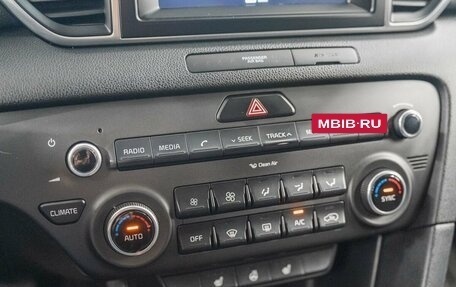 PASSENGER
AIR BAG
RADIO
MEDIA
SEEK
TRACK
MBIB·RU
Clean Air
CLIMATE
AUTO
SYNC
OFF
A/C